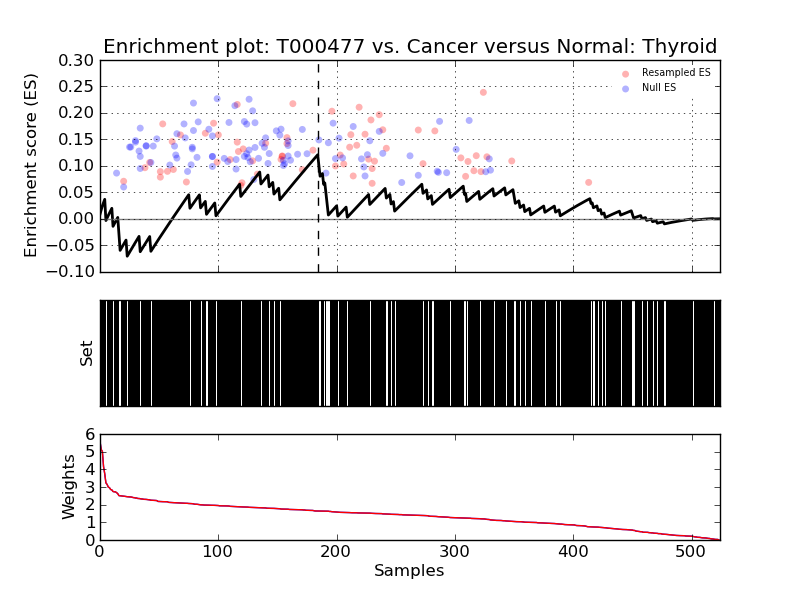 Enrichment plot: T000477 vs. Cancer versus Normal: Thyroid
0.30
0.25
0.20
0.15
0.10
0.05
0.00
−0.05
−0.10
Enrichment score (ES)
Resampled ES
Null ES
Set
6
5
4
3
2
1
0
Weights
0 100 200 300 400 500
Samples